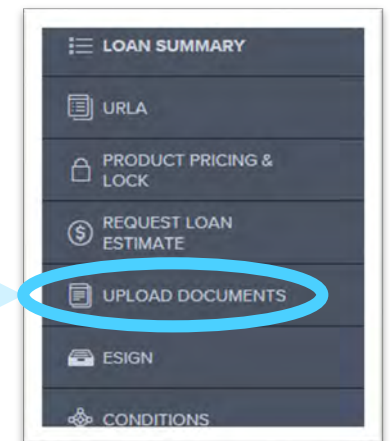 LOAN SUMMARY
URLA
PRODUCT PRICING &
LOCK
REQUEST LOAN
ESTIMATE
UPLOAD DOCUMENTS
ESIGN
CONDITIONS